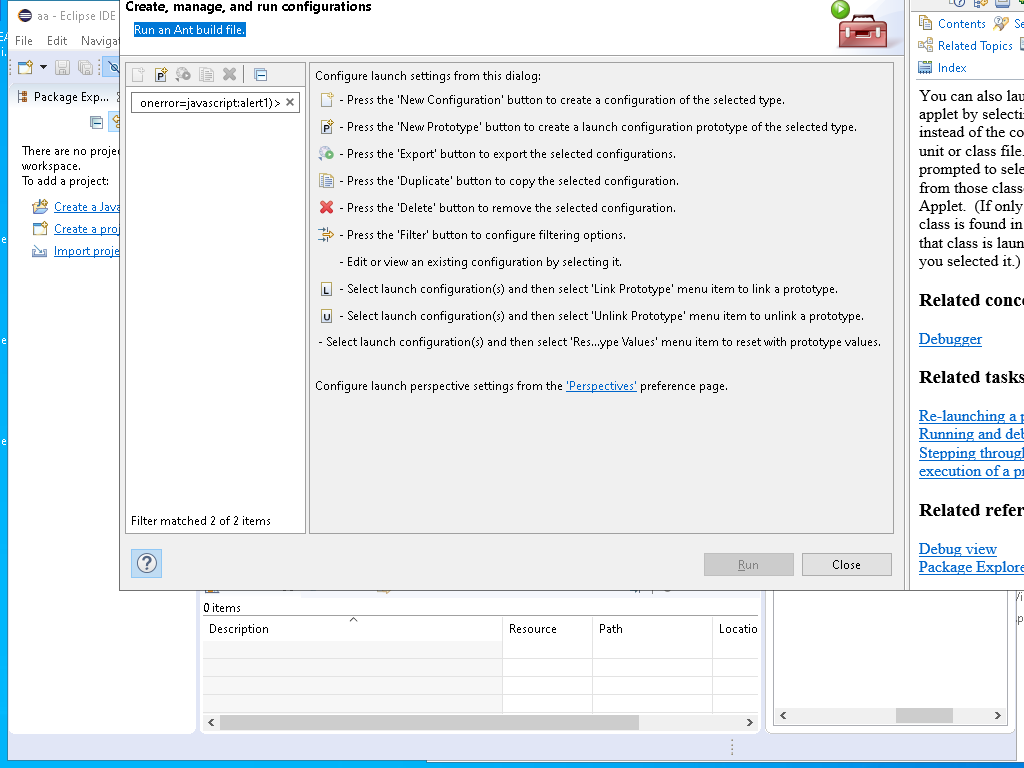 aa - Eclipse IDE
File Edit Navigat
Package Exp...
There are no proje
workspace.
To add a project:
Create a Java
Create a proj
Import proje
Create, manage, and run configurations
Run an Ant build file.
onerror=javascript:alert1)>
Filter matched 2 of 2 items
Configure launch settings from this dialog:
- Press the 'New Configuration' button to create a configuration of the selected type.
- Press the 'New Prototype' button to create a launch configuration prototype of the selected type.
- Press the 'Export' button to export the selected configurations.
- Press the 'Duplicate' button to copy the selected configuration.
- Press the 'Delete' button to remove the selected configuration.
- Press the 'Filter' button to configure filtering options.
- Edit or view an existing configuration by selecting it.
L - Select launch configuration(s) and then select 'Link Prototype' menu item to link a prototype.
U - Select launch configuration(s) and then select 'Unlink Prototype' menu item to unlink a prototype.
- Select launch configuration(s) and then select 'Res...ype Values' menu item to reset with prototype values.
Configure launch perspective settings from the 'Perspectives' preference page.
Run Close
Contents Se
Related Topics
Index
You can also lau
applet by selecti
instead of the co
unit or class file.
prompted to sele
from those classe
Applet. (If only
class is found in
that class is laun
you selected it.)
Related conce
Debugger
Related tasks
Re-launching a p
Running and deb
Stepping through
execution of a pr
Related refer
Debug view
Package Explore
0 items
Description Resource Path Locatio